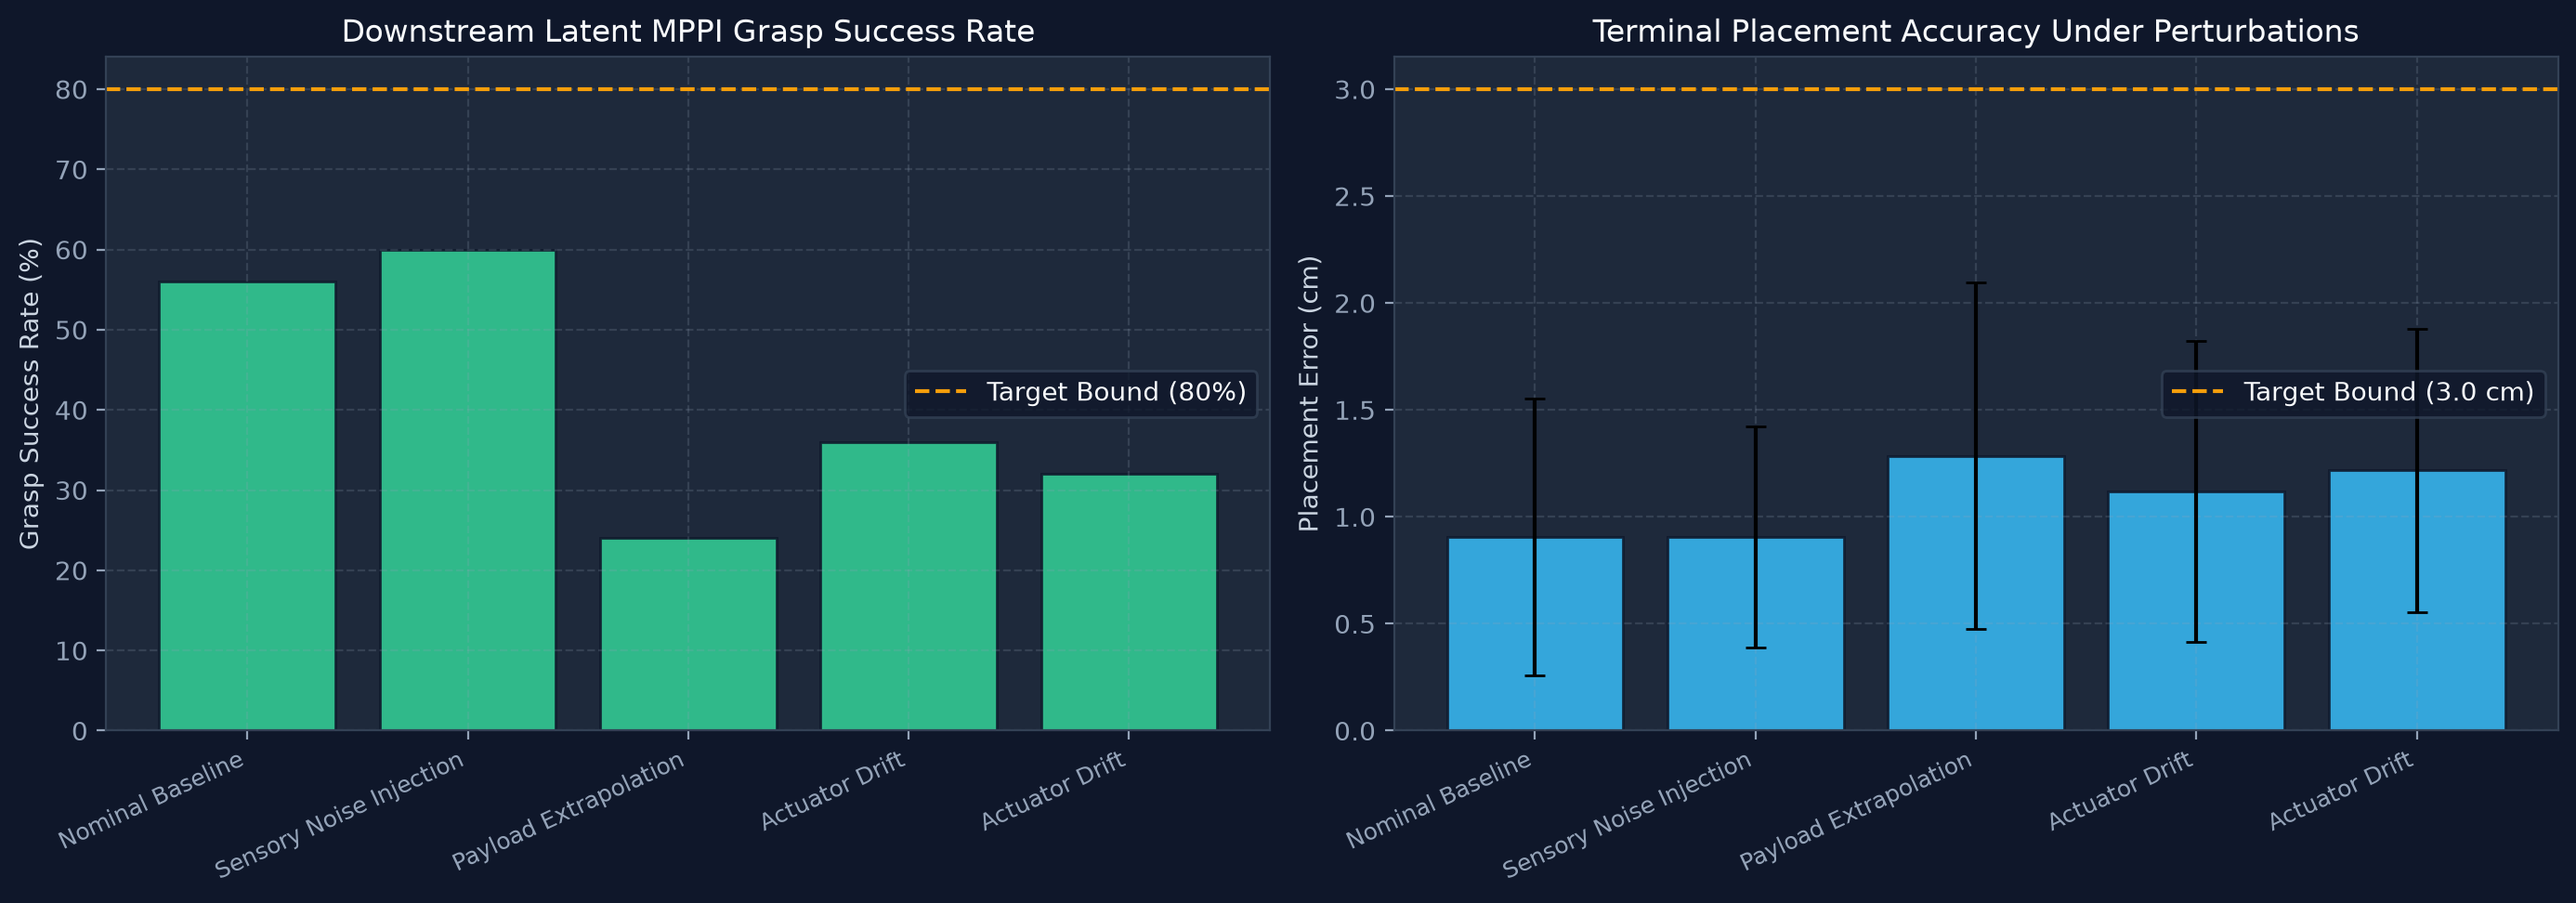 Downstream Latent MPPI Grasp Success Rate
Grasp Success Rate (%)
80
70
60
50
40
30
20
10
0
Target Bound (80%)
Nominal Baseline
Sensory Noise Injection
Payload Extrapolation
Actuator Drift
Actuator Drift
Terminal Placement Accuracy Under Perturbations
Placement Error (cm)
3.0
2.5
2.0
1.5
1.0
0.5
0.0
Target Bound (3.0 cm)
Nominal Baseline
Sensory Noise Injection
Payload Extrapolation
Actuator Drift
Actuator Drift